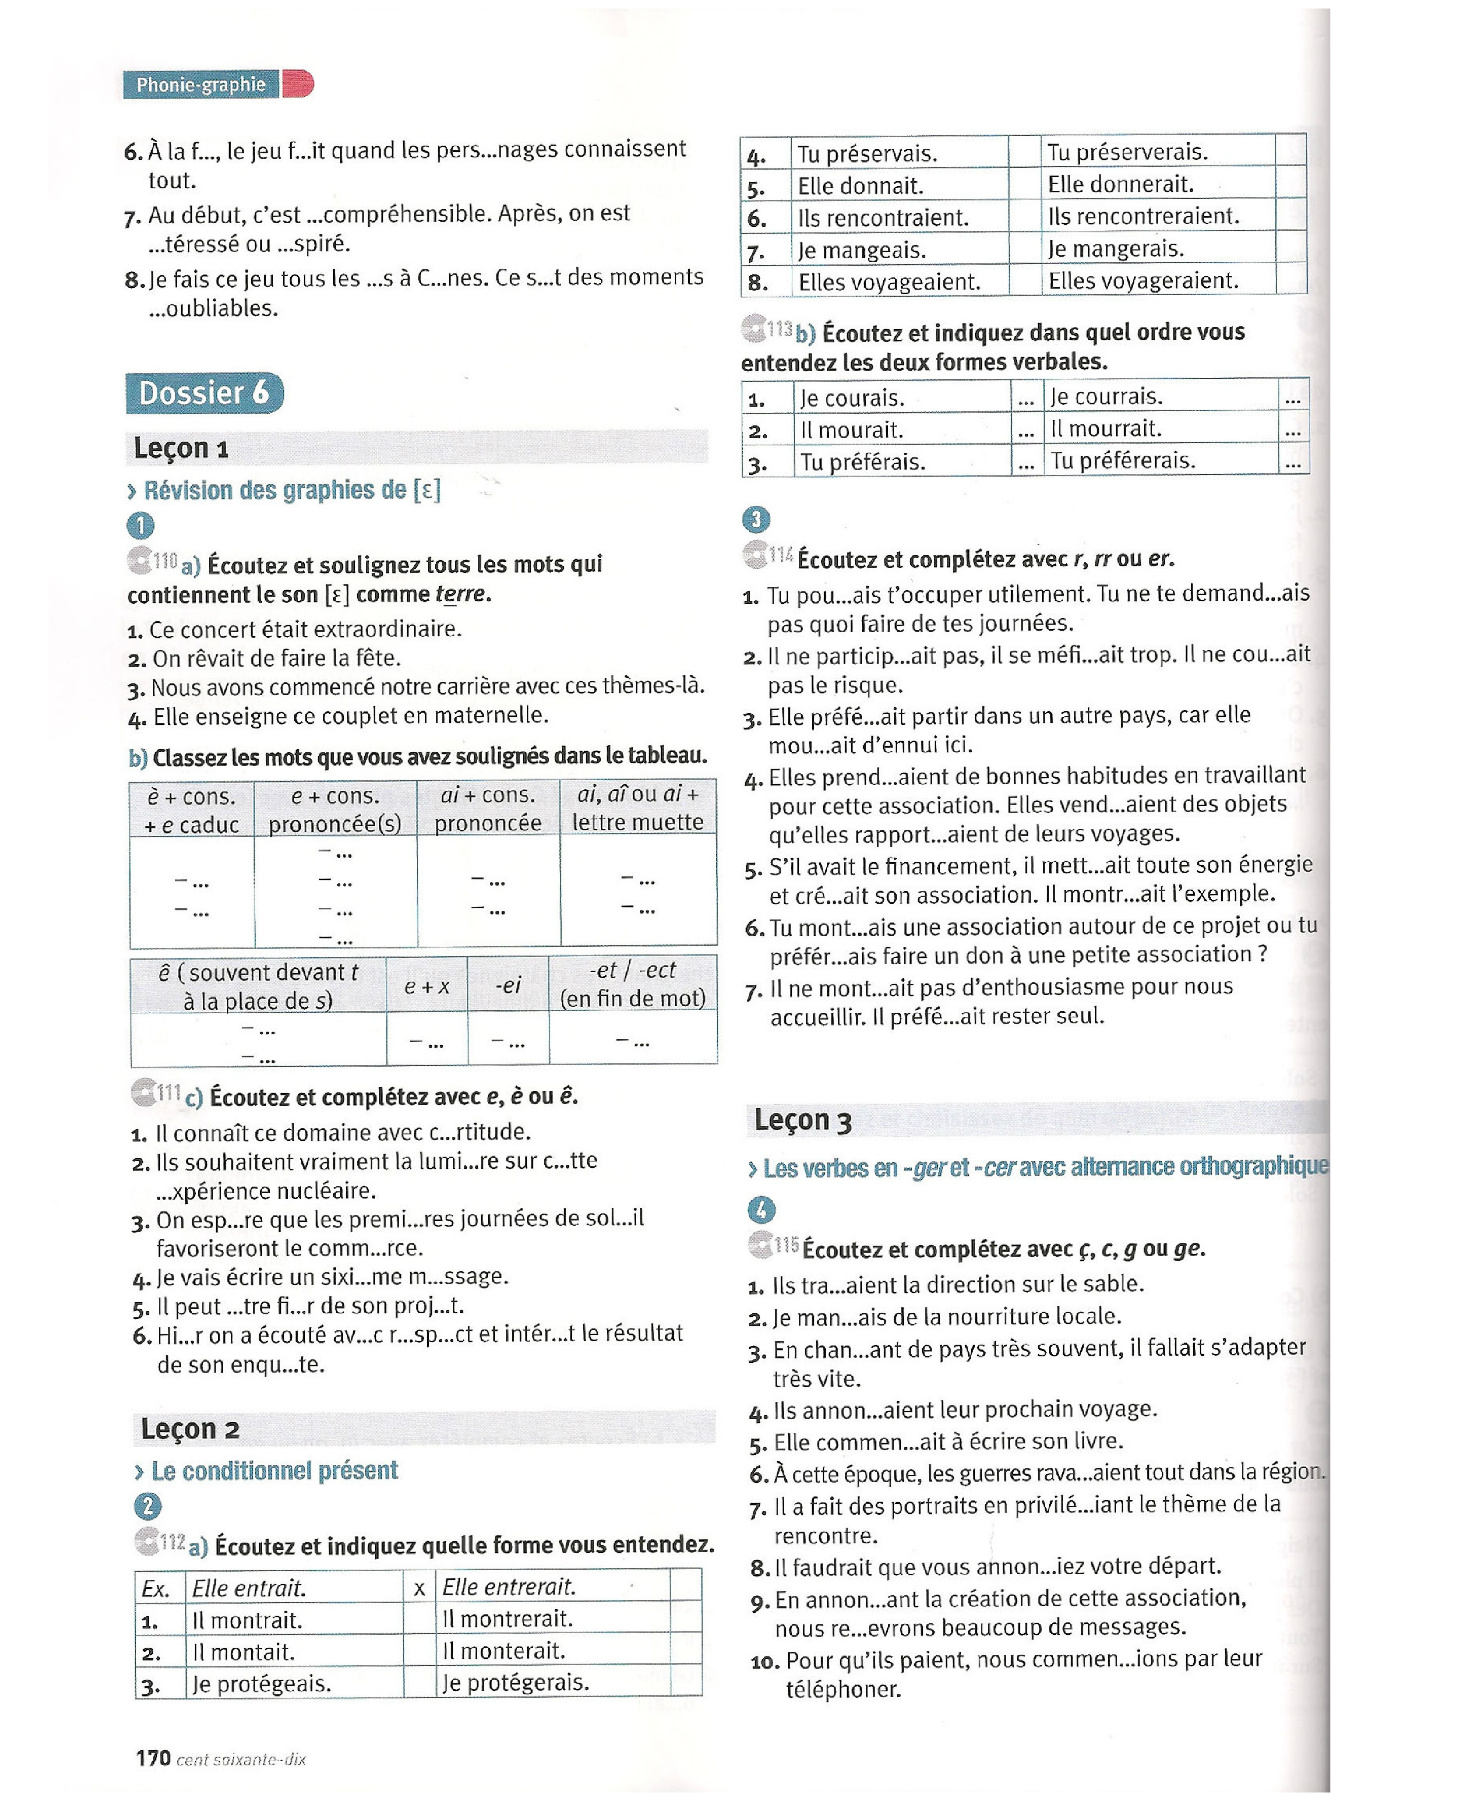 Phonie-graphie
6. À la f..., le jeu f...it quand les pers...nages connaissent
tout.
7. Au début, c'est ...compréhensible. Après, on est
...téressé ou ...spiré.
8. Je fais ce jeu tous les ...s à C...nes. Ce s...t des moments
...oubliables.
Dossier 6
Leçon 1
› Révision des graphies de [ɛ]
1
110 a) Écoutez et soulignez tous les mots qui
contiennent le son [ɛ] comme terre.
1. Ce concert était extraordinaire.
2. On rêvait de faire la fête.
3. Nous avons commencé notre carrière avec ces thèmes-là.
4. Elle enseigne ce couplet en maternelle.
b) Classez les mots que vous avez soulignés dans le tableau.
è + cons. + e caduc | e + cons. prononcée(s) | ai + cons. prononcée | ai, aî ou ai + lettre muette
– ...
– ... – ... – ... – ...
– ... – ... – ... – ...
– ...
ê (souvent devant t à la place de s) | e + x | -ei | -et / -ect (en fin de mot)
– ...
– ... – ... – ... – ...
111 c) Écoutez et complétez avec e, è ou ê.
1. Il connaît ce domaine avec c...rtitude.
2. Ils souhaitent vraiment la lumi...re sur c...tte
...xpérience nucléaire.
3. On esp...re que les premi...res journées de sol...il
favoriseront le comm...rce.
4. Je vais écrire un sixi...me m...ssage.
5. Il peut ...tre fi...r de son proj...t.
6. Hi...r on a écouté av...c r...sp...ct et intér...t le résultat
de son enqu...te.
Leçon 2
› Le conditionnel présent
2
112 a) Écoutez et indiquez quelle forme vous entendez.
Ex. Elle entrait. x Elle entrerait.
1. Il montrait. Il montrerait.
2. Il montait. Il monterait.
3. Je protégeais. Je protégerais.
170 cent soixante-dix
4. Tu préservais. Tu préserverais.
5. Elle donnait. Elle donnerait.
6. Ils rencontraient. Ils rencontreraient.
7. Je mangeais. Je mangerais.
8. Elles voyageaient. Elles voyageraient.
113 b) Écoutez et indiquez dans quel ordre vous
entendez les deux formes verbales.
1. Je courais. ... Je courrais. ...
2. Il mourait. ... Il mourrait. ...
3. Tu préférais. ... Tu préférerais. ...
3
114 Écoutez et complétez avec r, rr ou er.
1. Tu pou...ais t'occuper utilement. Tu ne te demand...ais
pas quoi faire de tes journées.
2. Il ne particip...ait pas, il se méfi...ait trop. Il ne cou...ait
pas le risque.
3. Elle préfé...ait partir dans un autre pays, car elle
mou...ait d'ennui ici.
4. Elles prend...aient de bonnes habitudes en travaillant
pour cette association. Elles vend...aient des objets
qu'elles rapport...aient de leurs voyages.
5. S'il avait le financement, il mett...ait toute son énergie
et cré...ait son association. Il montr...ait l'exemple.
6. Tu mont...ais une association autour de ce projet ou tu
préfér...ais faire un don à une petite association ?
7. Il ne mont...ait pas d'enthousiasme pour nous
accueillir. Il préfé...ait rester seul.
Leçon 3
› Les verbes en -ger et -cer avec alternance orthographique
4
115 Écoutez et complétez avec ç, c, g ou ge.
1. Ils tra...aient la direction sur le sable.
2. Je man...ais de la nourriture locale.
3. En chan...ant de pays très souvent, il fallait s'adapter
très vite.
4. Ils annon...aient leur prochain voyage.
5. Elle commen...ait à écrire son livre.
6. À cette époque, les guerres rava...aient tout dans la région.
7. Il a fait des portraits en privilé...iant le thème de la
rencontre.
8. Il faudrait que vous annon...iez votre départ.
9. En annon...ant la création de cette association,
nous re...evrons beaucoup de messages.
10. Pour qu'ils paient, nous commen...ions par leur
téléphoner.